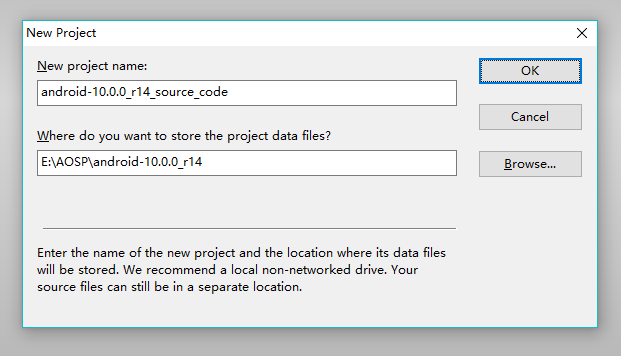 New Project
New project name:
android-10.0.0_r14_source_code
OK
Cancel
Where do you want to store the project data files?
E:\AOSP\android-10.0.0_r14
Browse...
Enter the name of the new project and the location where its data files
will be stored. We recommend a local non-networked drive. Your
source files can still be in a separate location.